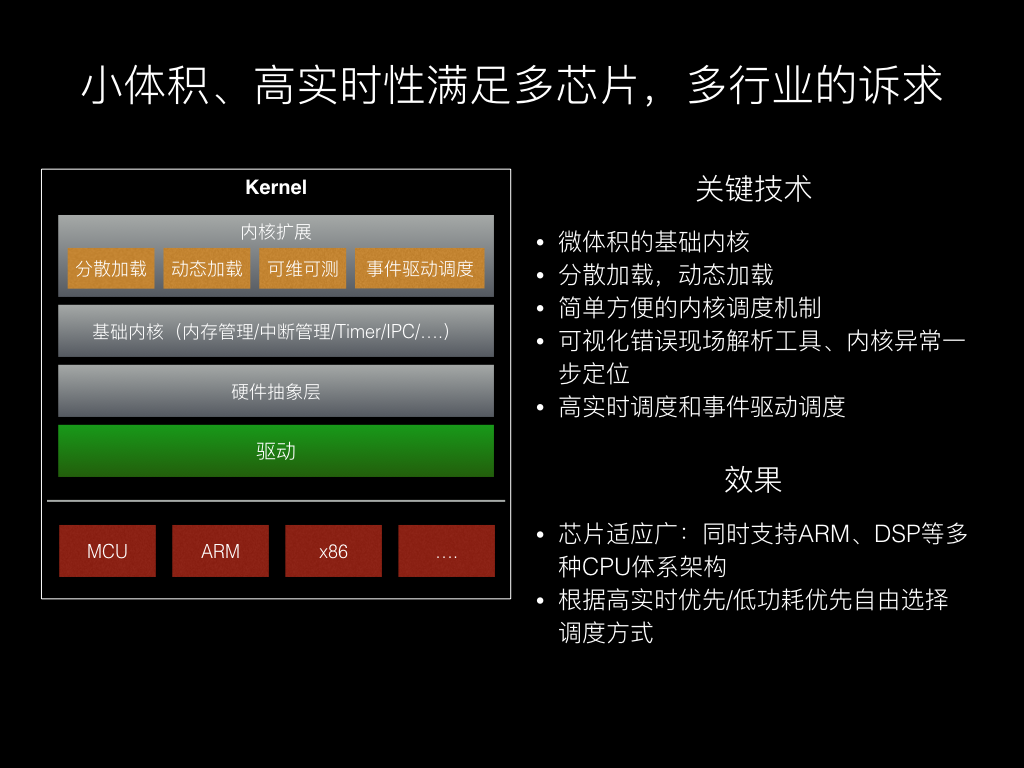 小体积、高实时性满足多芯片，多行业的诉求
Kernel
内核扩展
分散加载
动态加载
可维可测
事件驱动调度
基础内核（内存管理/中断管理/Timer/IPC/….）
硬件抽象层
驱动
MCU
ARM
x86
….
关键技术
• 微体积的基础内核
• 分散加载，动态加载
• 简单方便的内核调度机制
• 可视化错误现场解析工具、内核异常一
步定位
• 高实时调度和事件驱动调度
效果
• 芯片适应广：同时支持ARM、DSP等多
种CPU体系架构
• 根据高实时优先/低功耗优先自由选择
调度方式